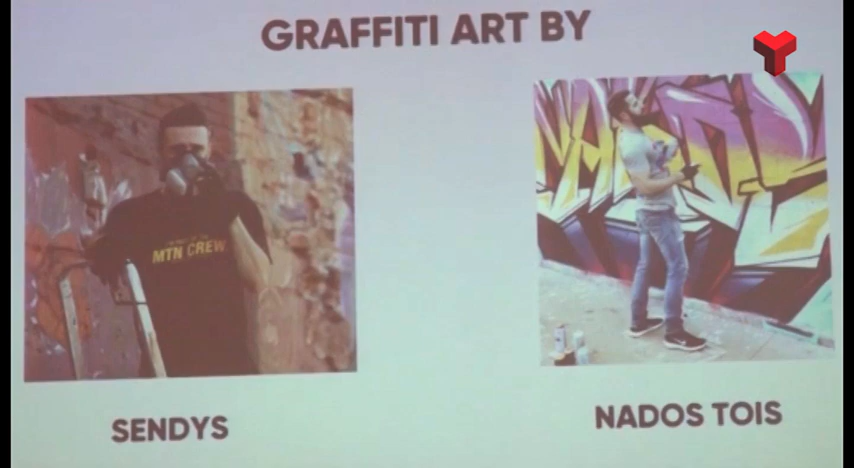 GRAFFITI ART BY
MTN CREW
SENDYS
NADOS TOIS